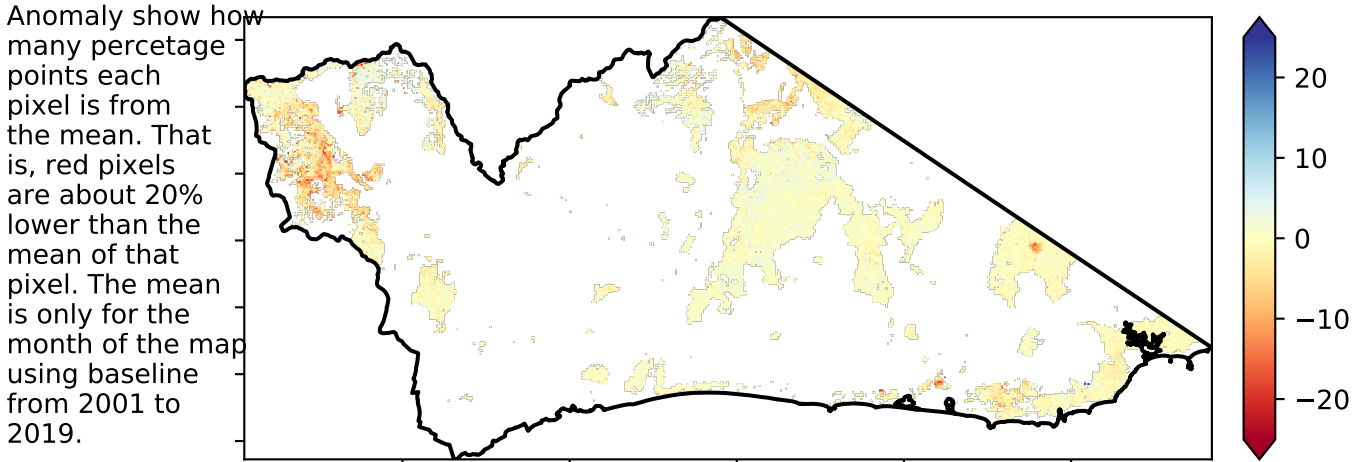 Anomaly show how
many percetage
points each
pixel is from
the mean. That
is, red pixels
are about 20%
lower than the
mean of that
pixel. The mean
is only for the
month of the map
using baseline
from 2001 to
2019.
20
10
0
−10
−20